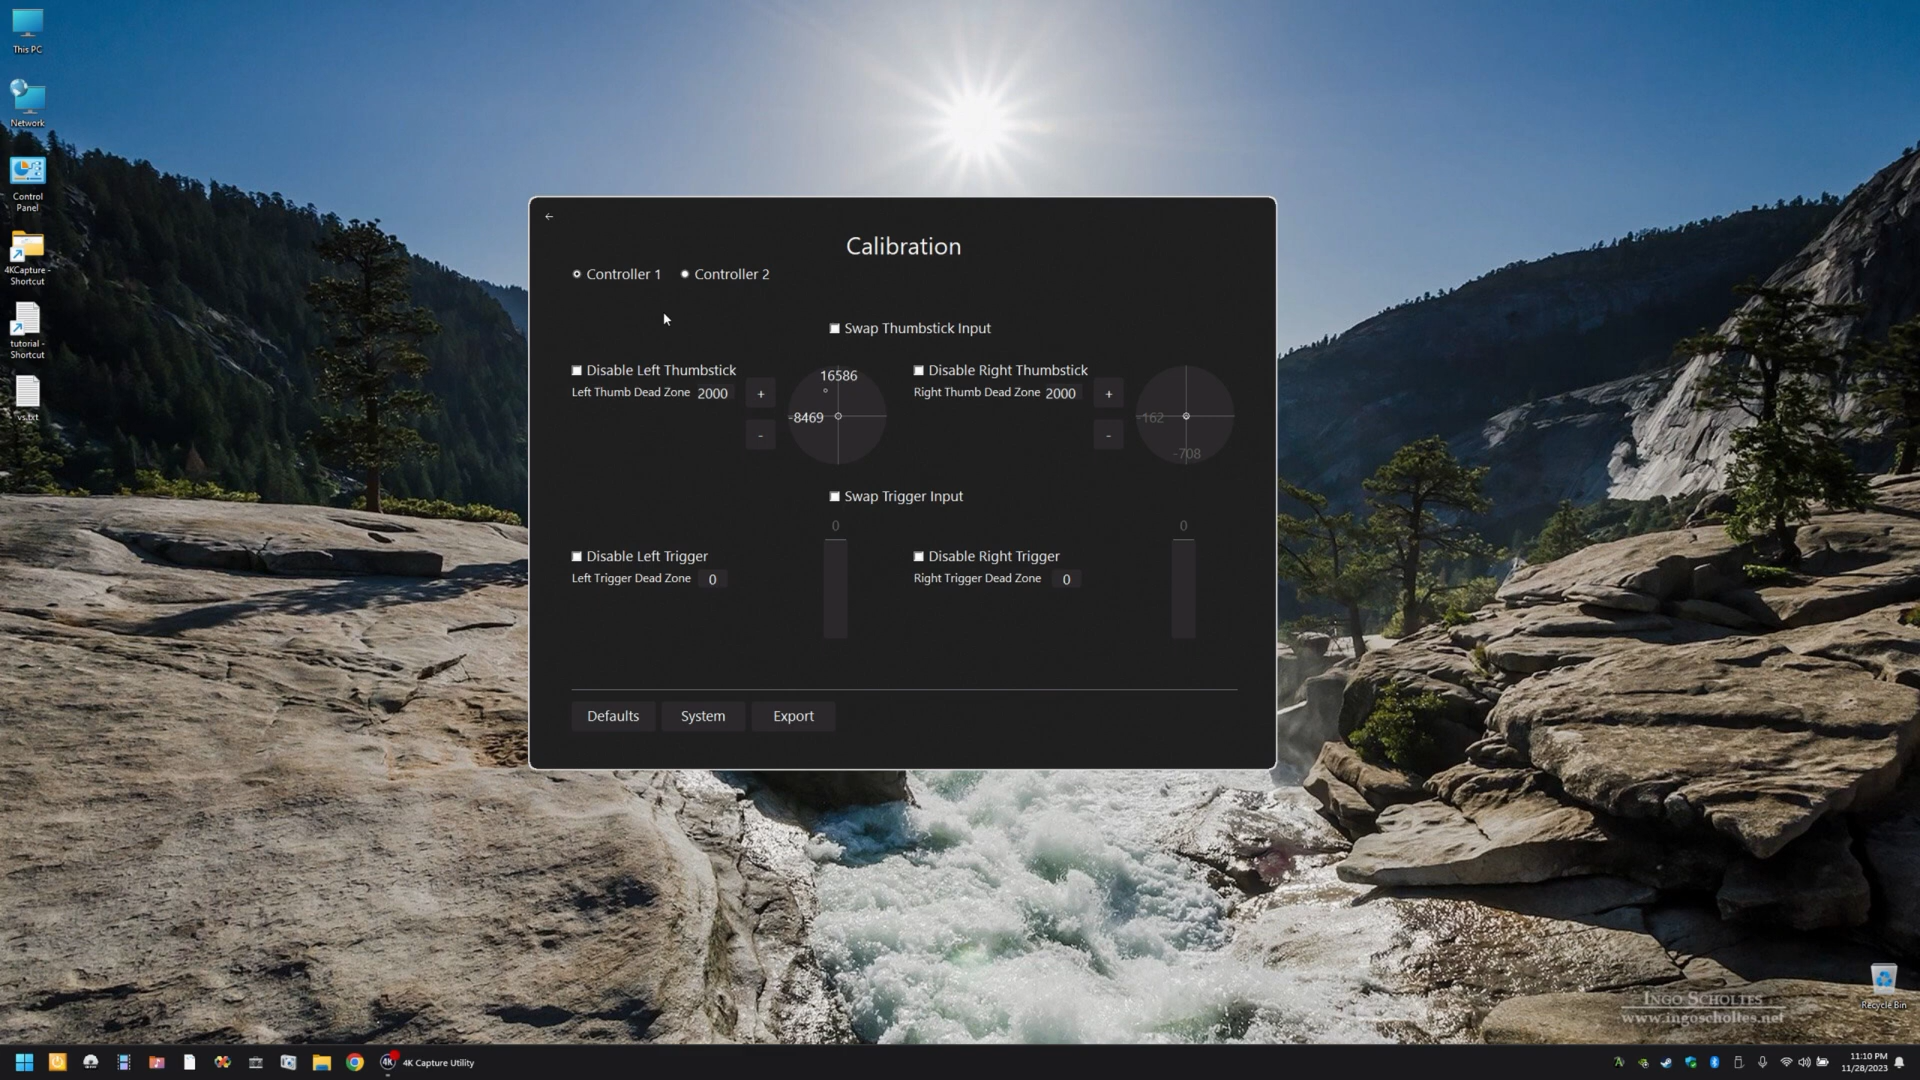 This PC
Network
Control
Panel
4KCapture -
Shortcut
tutorial -
Shortcut
vs.txt
←
Calibration
Controller 1
Controller 2
Swap Thumbstick Input
Disable Left Thumbstick
Left Thumb Dead Zone 2000
+
-
16586
-8469
Disable Right Thumbstick
Right Thumb Dead Zone 2000
+
-
-162
-708
Swap Trigger Input
0
0
Disable Left Trigger
Left Trigger Dead Zone 0
Disable Right Trigger
Right Trigger Dead Zone 0
Defaults
System
Export
Ingo Scholtes
www.ingoscholtes.net
Recycle Bin
4K
4K Capture Utility
11:10 PM
11/28/2023